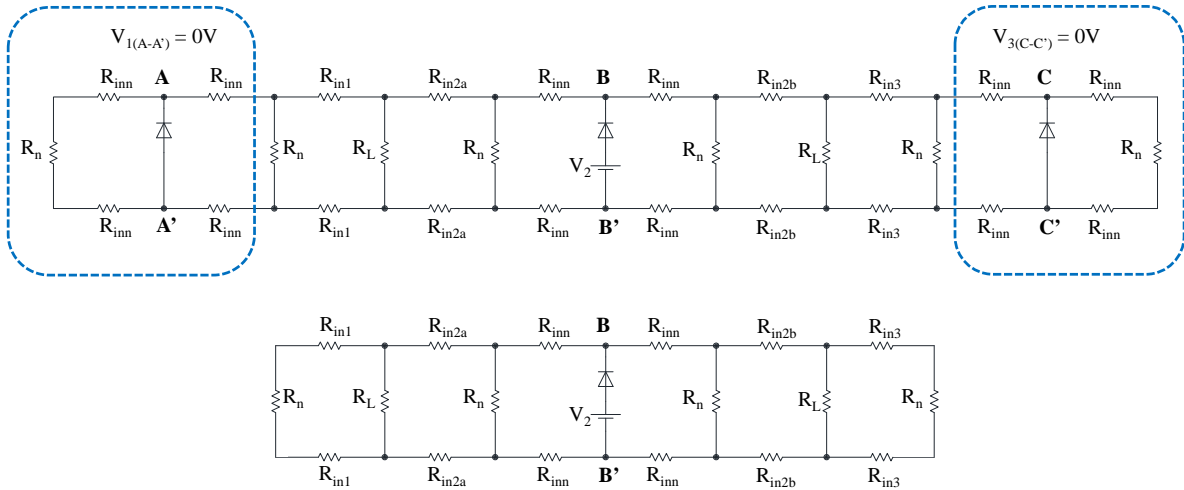 V1(A-A') = 0V V3(C-C') = 0V
Rinn A Rinn Rin1 Rin2a Rinn B Rinn Rin2b Rin3 Rinn C Rinn
Rn Rn RL Rn V2 Rn RL Rn Rn
Rinn A' Rinn Rin1 Rin2a Rinn B' Rinn Rin2b Rin3 Rinn C' Rinn
Rin1 Rin2a Rinn B Rinn Rin2b Rin3
Rn RL Rn V2 Rn RL Rn
Rin1 Rin2a Rinn B' Rinn Rin2b Rin3